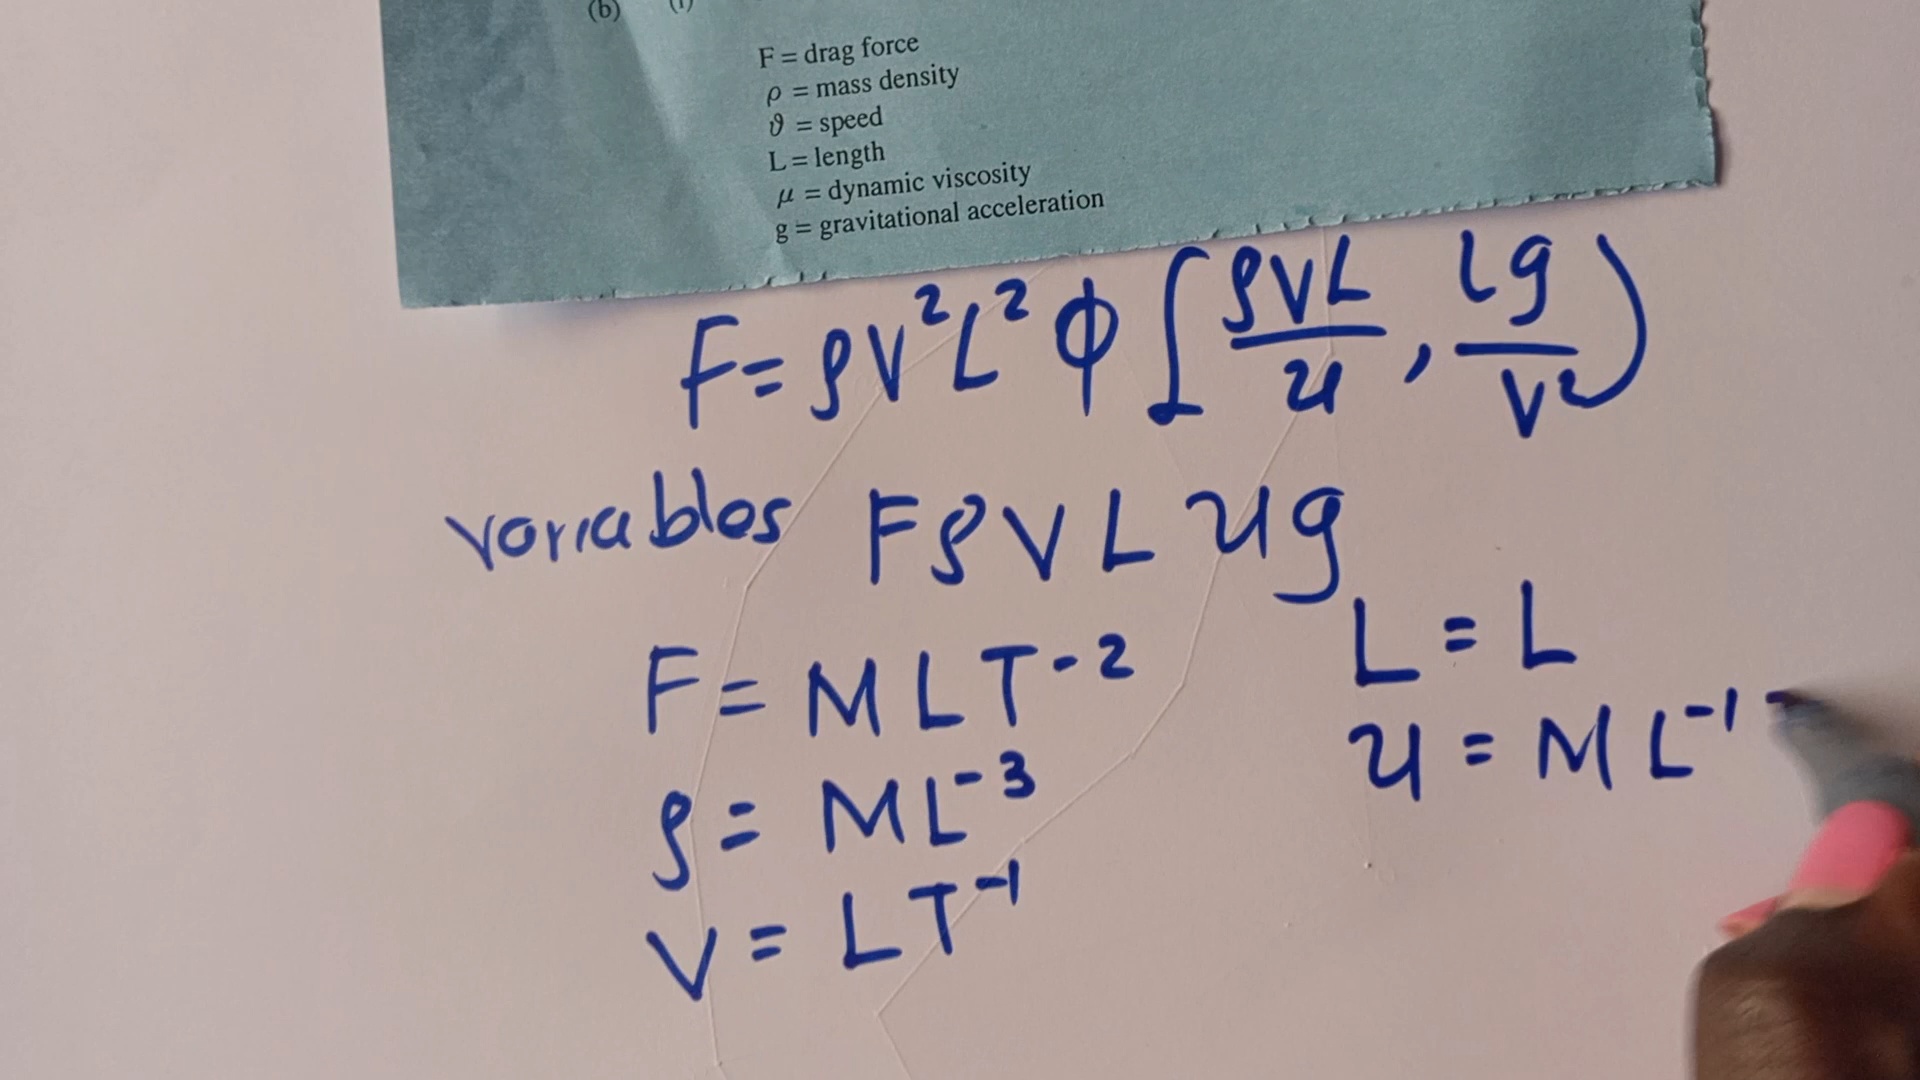 (b) (i)
F = drag force
ρ = mass density
ϑ = speed
L = length
μ = dynamic viscosity
g = gravitational acceleration
F = ρV²L² φ [ρVL/μ, lg/V²)
variables F ρ V L μ g
F = MLT⁻²
ρ = ML⁻³
V = LT⁻¹
L = L
μ = ML⁻¹